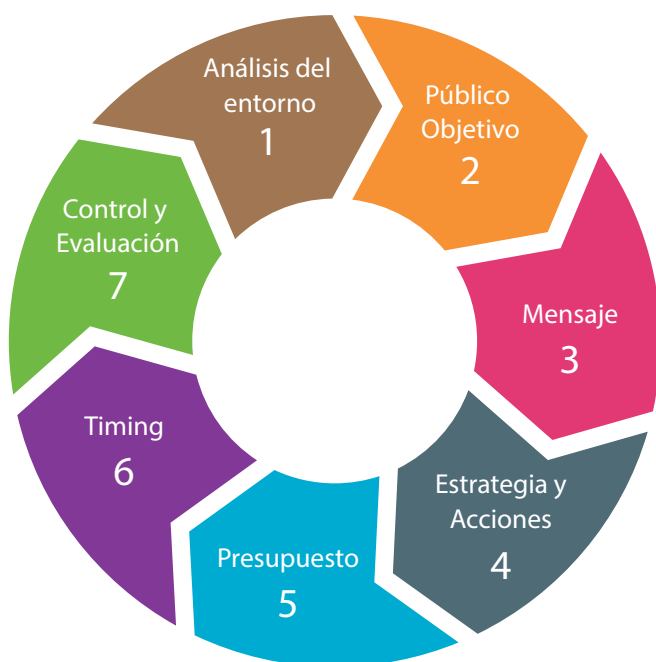 Análisis del
entorno
1
Público
Objetivo
2
Mensaje
3
Estrategia y
Acciones
4
Presupuesto
5
Timing
6
Control y
Evaluación
7